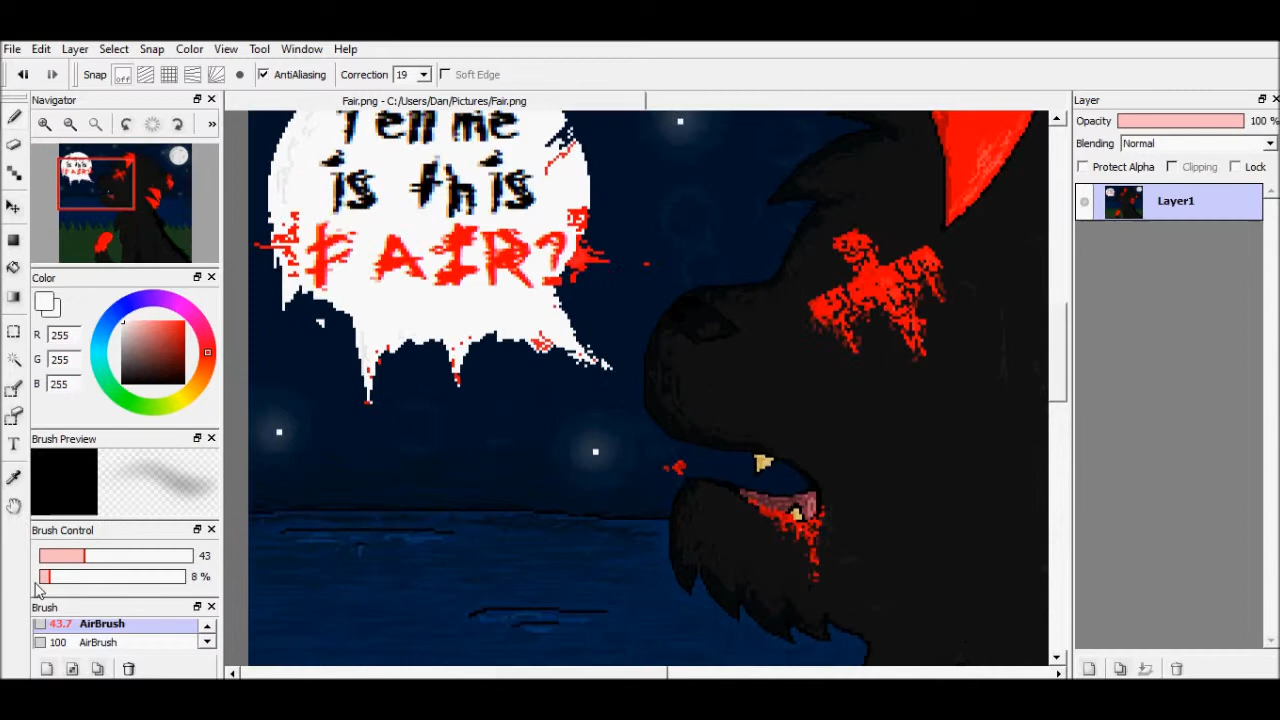 File Edit Layer Select Snap Color View Tool Window Help
Snap off AntiAliasing Correction 19 Soft Edge
Navigator
Fair.png - C:/Users/Dan/Pictures/Fair.png
Layer
Opacity 100 %
Blending Normal
Protect Alpha Clipping Lock
Layer1
Color
R 255
G 255
B 255
Brush Preview
Brush Control
43
8 %
Brush
43.7 AirBrush
100 AirBrush
Tell me
is this
FAIR?